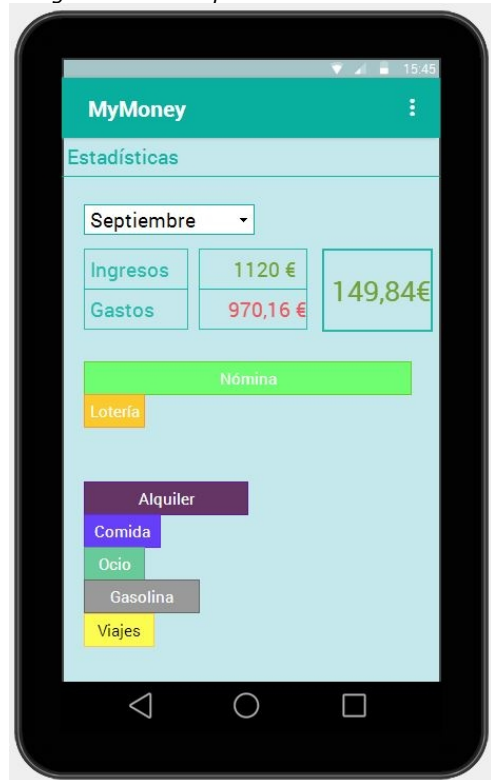 15:45
MyMoney
Estadísticas
Septiembre
Ingresos 1120 €
Gastos 970,16 €
149,84€
Nómina
Lotería
Alquiler
Comida
Ocio
Gasolina
Viajes